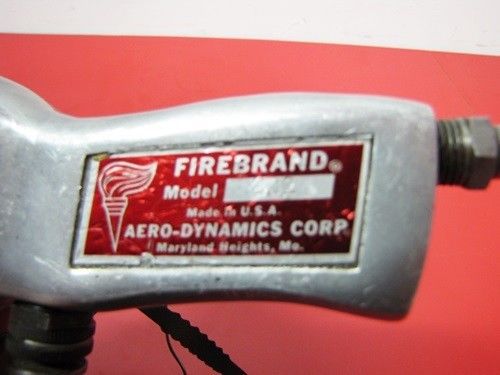 FIREBRAND®
Model
Made in U.S.A.
AERO-DYNAMICS CORP.
Maryland Heights, Mo.